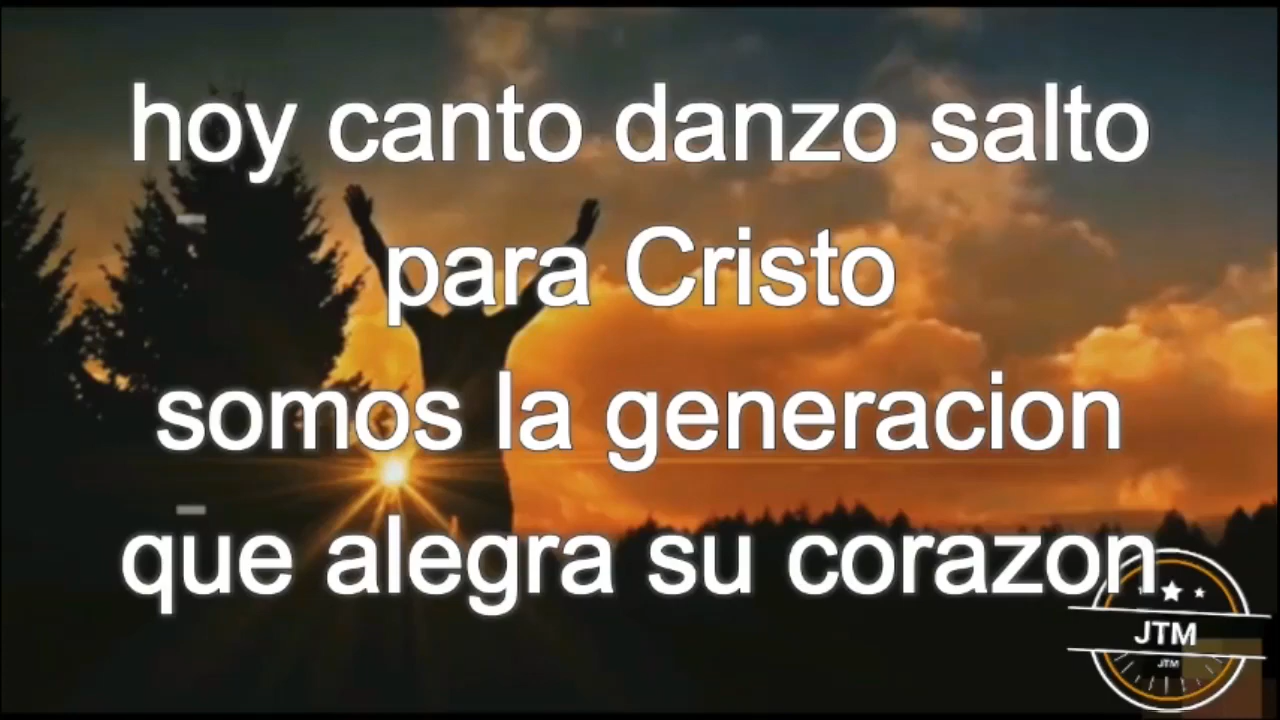 hoy canto danzo salto
para Cristo
somos la generacion
que alegra su corazon
JTM
JTM